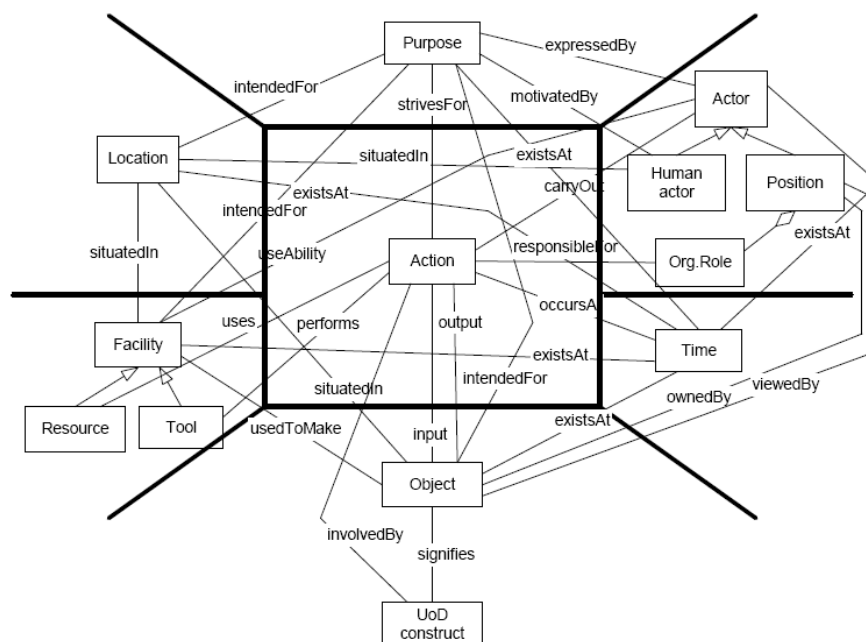 Purpose
expressedBy
intendedFor
Actor
strivesFor
motivatedBy
Location
situatedIn
existsAt
Human
actor
Position
existsAt
carryOut
intendedFor
existsAt
situatedIn
useAbility
Action
responsibleFor
Org.Role
uses
performs
output
occursA
Facility
existsAt
Time
situatedIn
intendedFor
viewedBy
ownedBy
Resource
Tool
usedToMake
input
existsAt
Object
involvedBy
signifies
UoD
construct